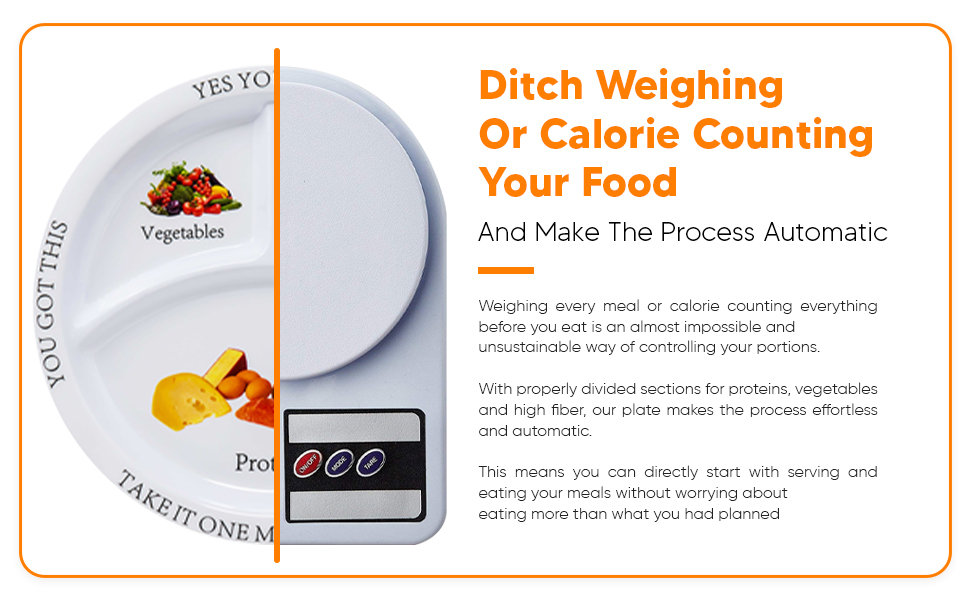 Ditch Weighing
Or Calorie Counting
Your Food
And Make The Process Automatic
Weighing every meal or calorie counting everything
before you eat is an almost impossible and
unsustainable way of controlling your portions.
With properly divided sections for proteins, vegetables
and high fiber, our plate makes the process effortless
and automatic.
This means you can directly start with serving and
eating your meals without worrying about
eating more than what you had planned
YES YO
YOU GOT THIS
Vegetables
Prot
TAKE IT ONE M
ON/OFF
MODE
TARE